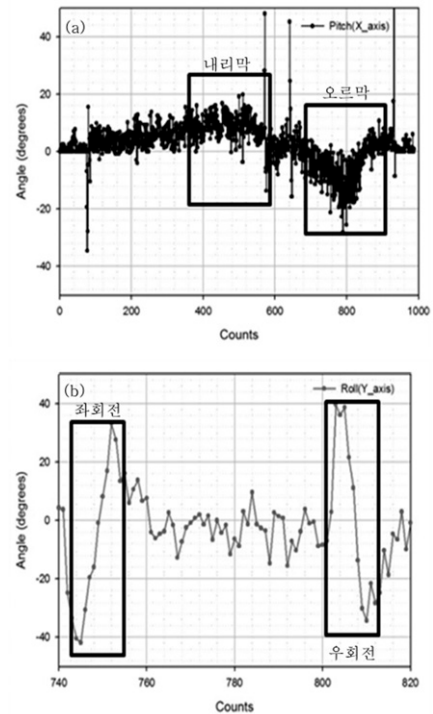 (a)
Pitch(X_axis)
내리막
오르막
Angle (degrees)
40
20
0
-20
-40
0 200 400 600 800 1000
Counts
(b)
Roll(Y_axis)
좌회전
Angle (degrees)
40
20
0
-20
-40
우회전
740 760 780 800 820
Counts